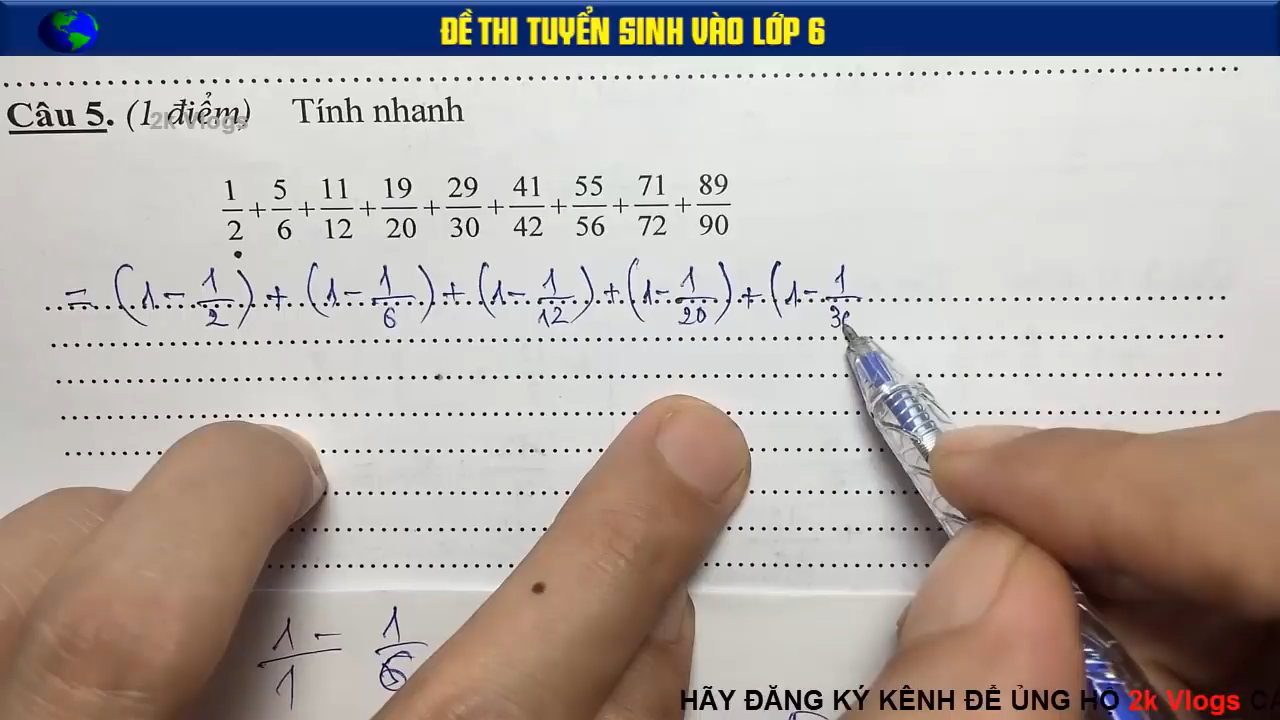 ĐỀ THI TUYỂN SINH VÀO LỚP 6
Câu 5. (1 điểm) Tính nhanh
2k Vlogs
1/2 + 5/6 + 11/12 + 19/20 + 29/30 + 41/42 + 55/56 + 71/72 + 89/90
= (1 - 1/2) + (1 - 1/6) + (1 - 1/12) + (1 - 1/20) + (1 - 1/30
1/1 - 1/6
HÃY ĐĂNG KÝ KÊNH ĐỂ ỦNG HỘ 2k Vlogs